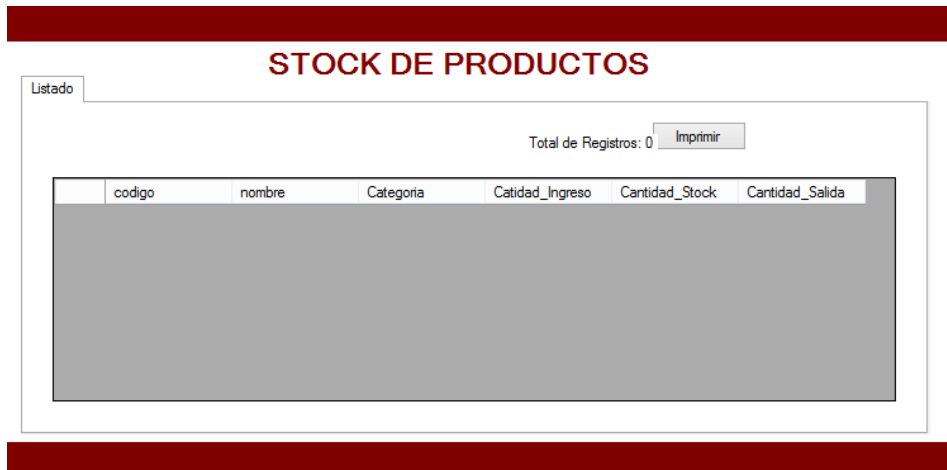 STOCK DE PRODUCTOS
Listado
Total de Registros: 0 Imprimir
codigo nombre Categoria Catidad_Ingreso Cantidad_Stock Cantidad_Salida